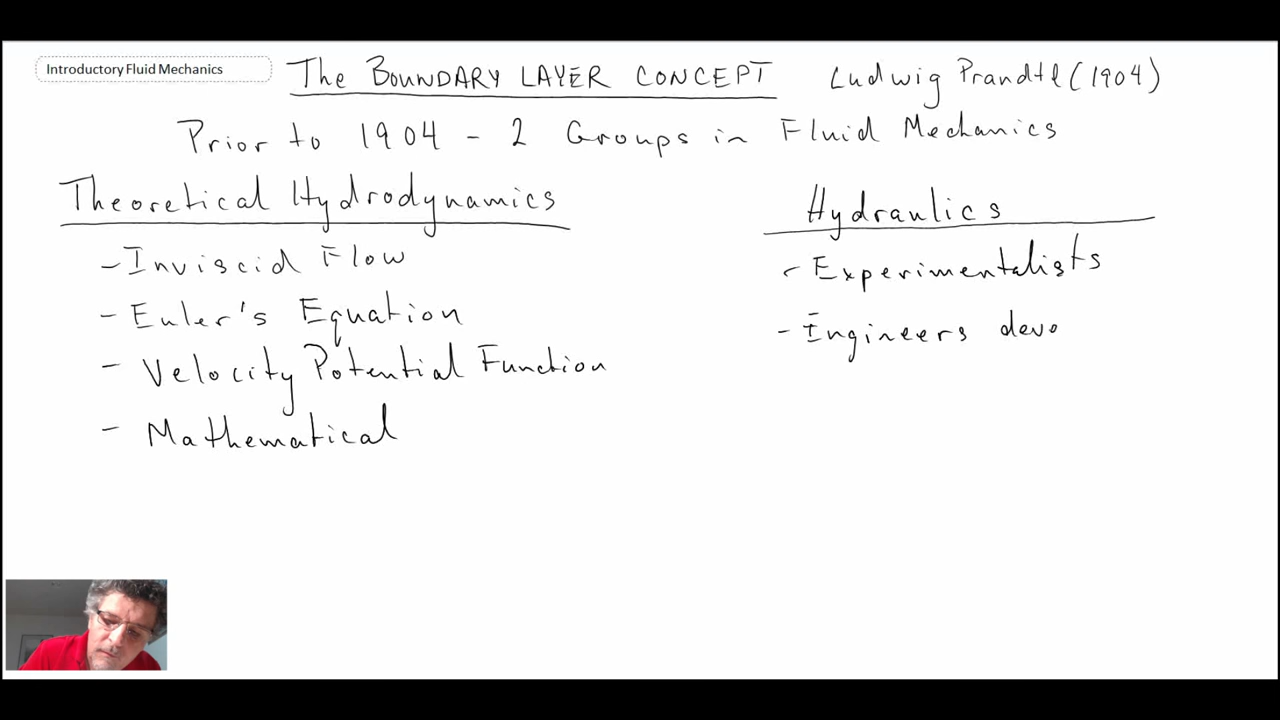 Introductory Fluid Mechanics
The BOUNDARY LAYER CONCEPT Ludwig Prandtl (1904)
Prior to 1904 - 2 Groups in Fluid Mechanics
Theoretical Hydrodynamics
- Inviscid Flow
- Euler's Equation
- Velocity Potential Function
- Mathematical
Hydraulics
- Experimentalists
- Engineers deve